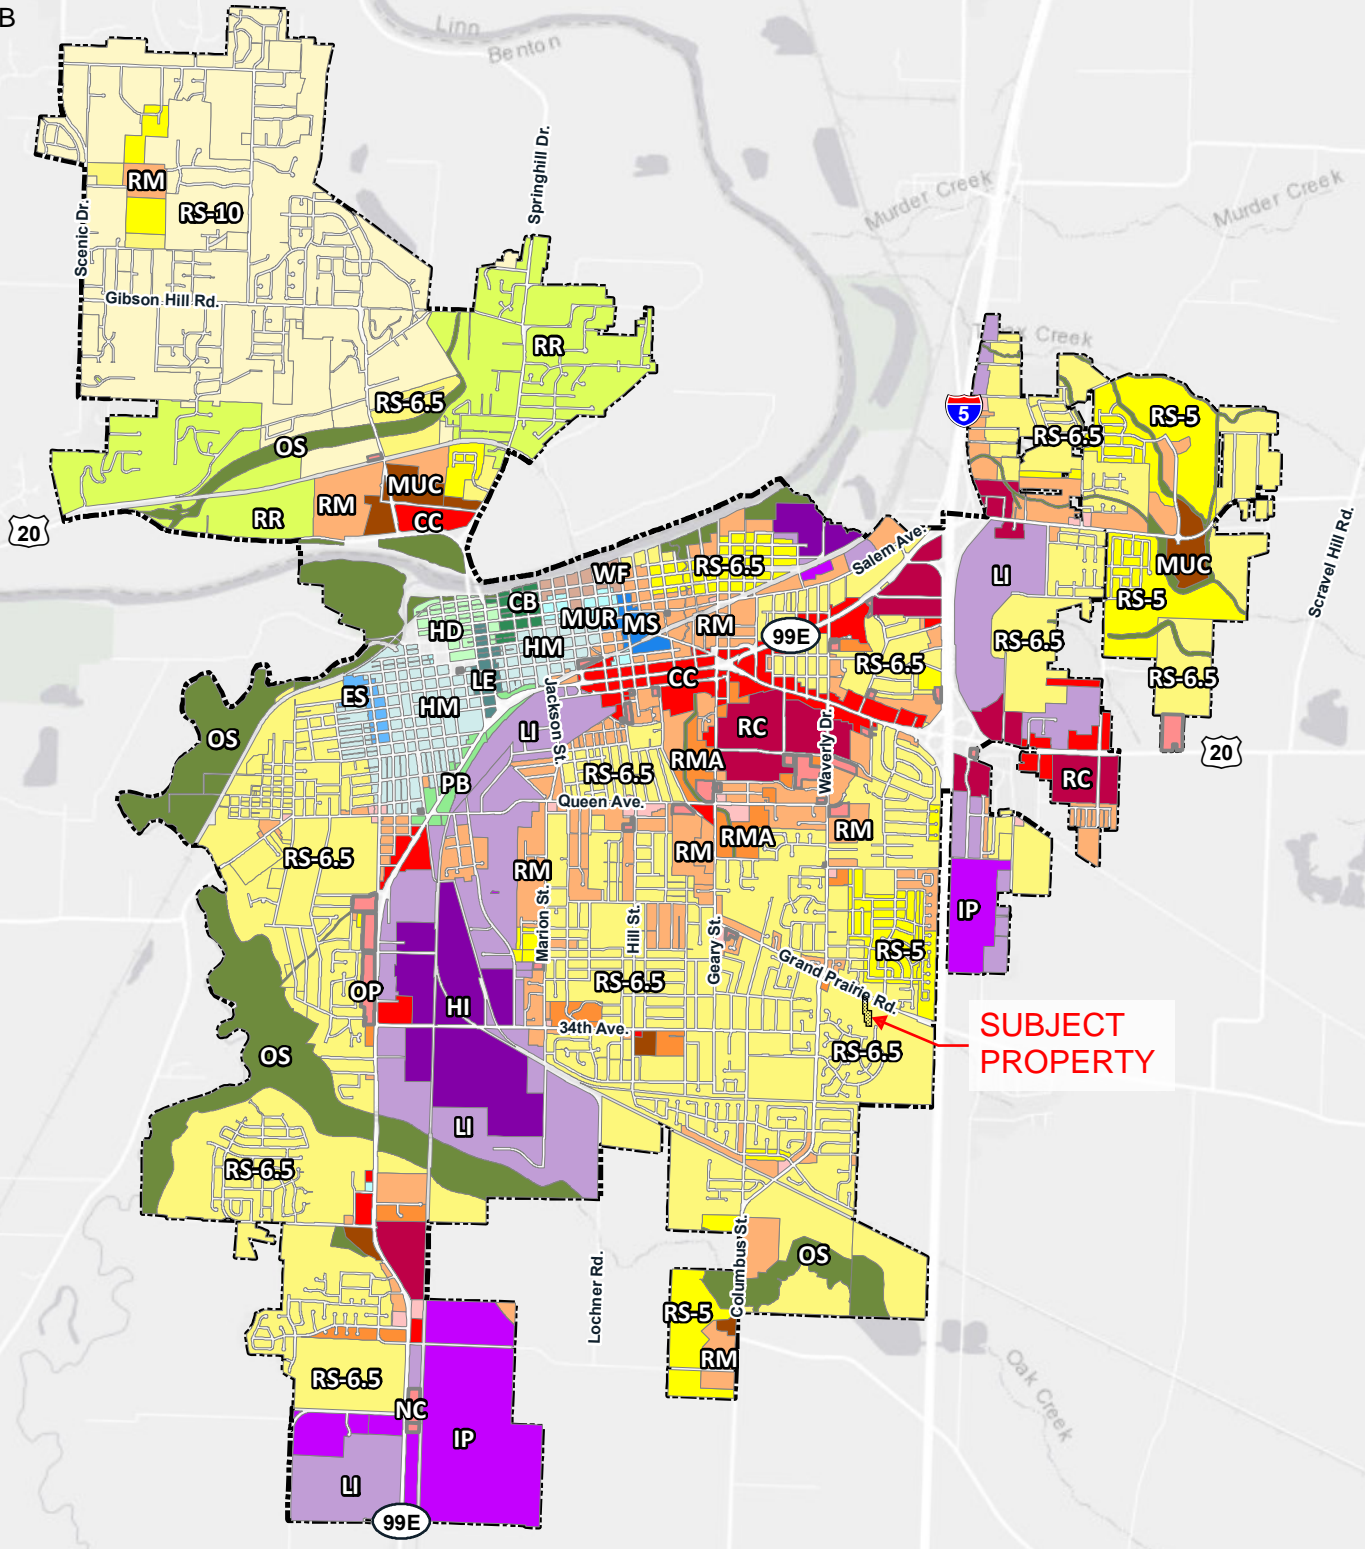 B
Linn
Benton
Springhill Dr.
Murder Creek
Murder Creek
RM
RS-10
Scenic Dr.
Gibson Hill Rd.
Creek
RR
5
RS-6.5
RS-5
RS-6.5
OS
MUC
RM
CC
RR
20
Salem Ave.
Scravel Hill Rd.
WF
RS-6.5
LI
MUC
CB
RS-5
MUR
MS
RM
HD
HM
99E
RS-6.5
RS-6.5
LE
CC
RS-6.5
ES
HM
Jackson St.
LI
RC
Waverly Dr.
OS
20
RMA
RS-6.5
RC
PB
Queen Ave.
RM
RMA
RM
RS-6.5
RM
IP
Marion St.
Hill St.
Geary St.
RS-5
Grand Prairie Rd.
RS-6.5
OP
HI
SUBJECT
PROPERTY
34th Ave.
RS-6.5
OS
LI
RS-6.5
Columbus St.
OS
Lochner Rd.
RS-5
RM
Oak Creek
RS-6.5
NC
IP
LI
99E